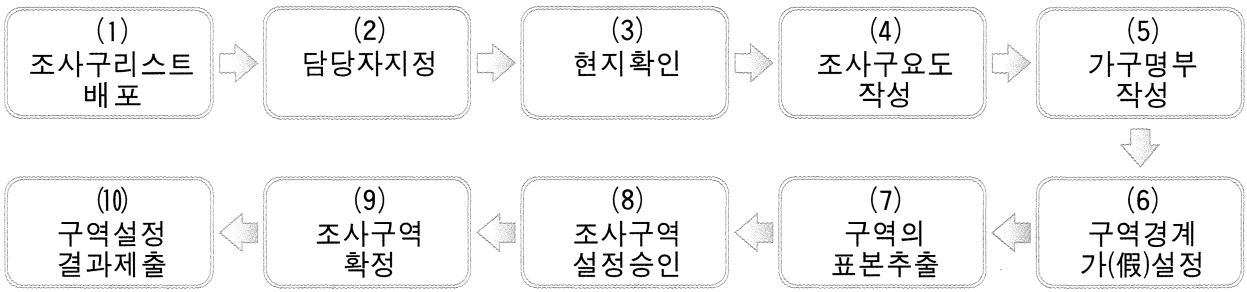 (1)
조사구리스트
배포
(2)
담당자지정
(3)
현지확인
(4)
조사구요도
작성
(5)
가구명부
작성
(6)
구역경계
가(假)설정
(7)
구역의
표본추출
(8)
조사구역
설정승인
(9)
조사구역
확정
(10)
구역설정
결과제출